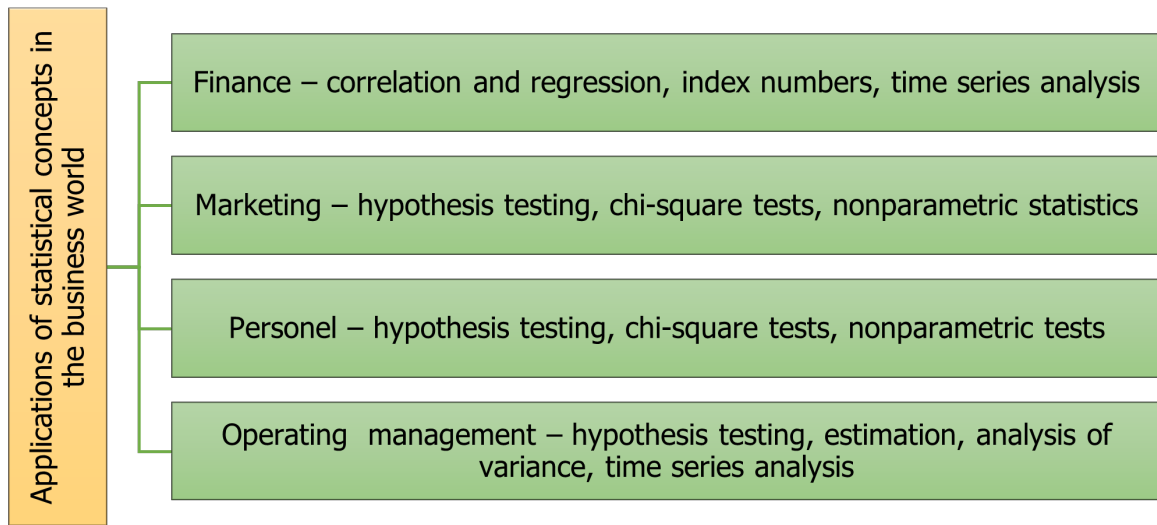 Applications of statistical concepts in
the business world
Finance – correlation and regression, index numbers, time series analysis
Marketing – hypothesis testing, chi-square tests, nonparametric statistics
Personel – hypothesis testing, chi-square tests, nonparametric tests
Operating management – hypothesis testing, estimation, analysis of
variance, time series analysis